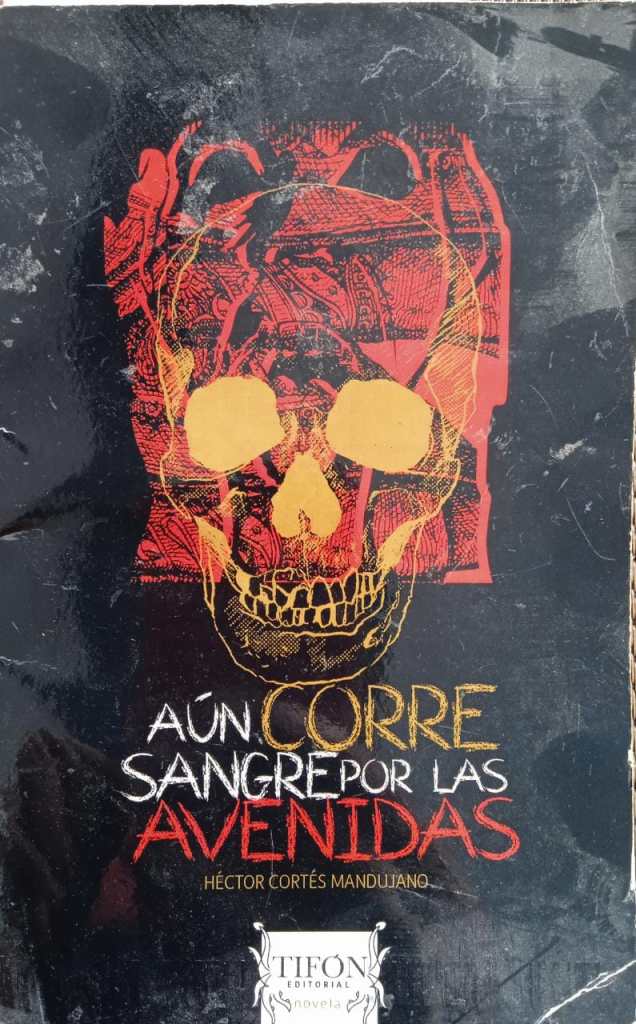 AÚN CORRE
SANGRE POR LAS
AVENIDAS
HÉCTOR CORTÉS MANDUJANO
TIFÓN
EDITORIAL
novela